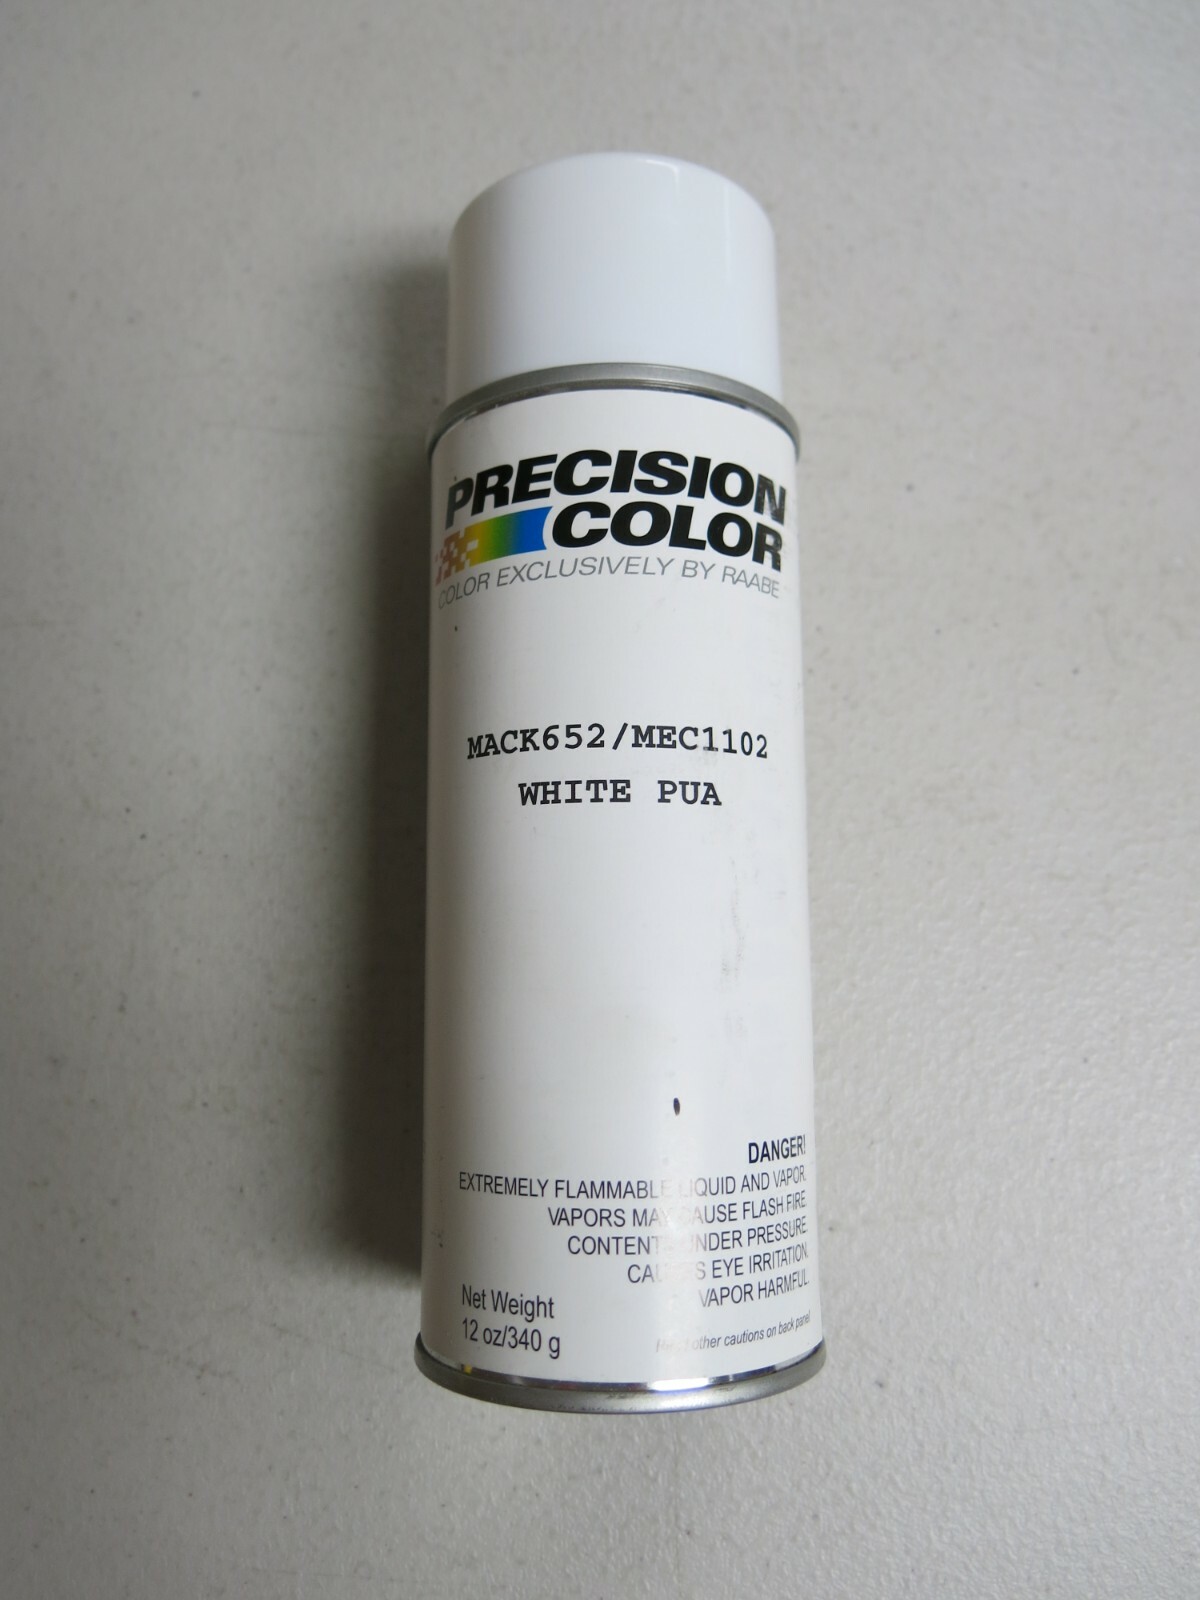 PRECISION
COLOR
COLOR EXCLUSIVELY BY RAABE
MACK652/MEC1102
WHITE PUA
DANGER!
EXTREMELY FLAMMABLE LIQUID AND VAPOR.
VAPORS MAY CAUSE FLASH FIRE.
CONTENTS UNDER PRESSURE.
CAUSES EYE IRRITATION.
VAPOR HARMFUL.
Net Weight
12 oz/340 g
other cautions on back panel